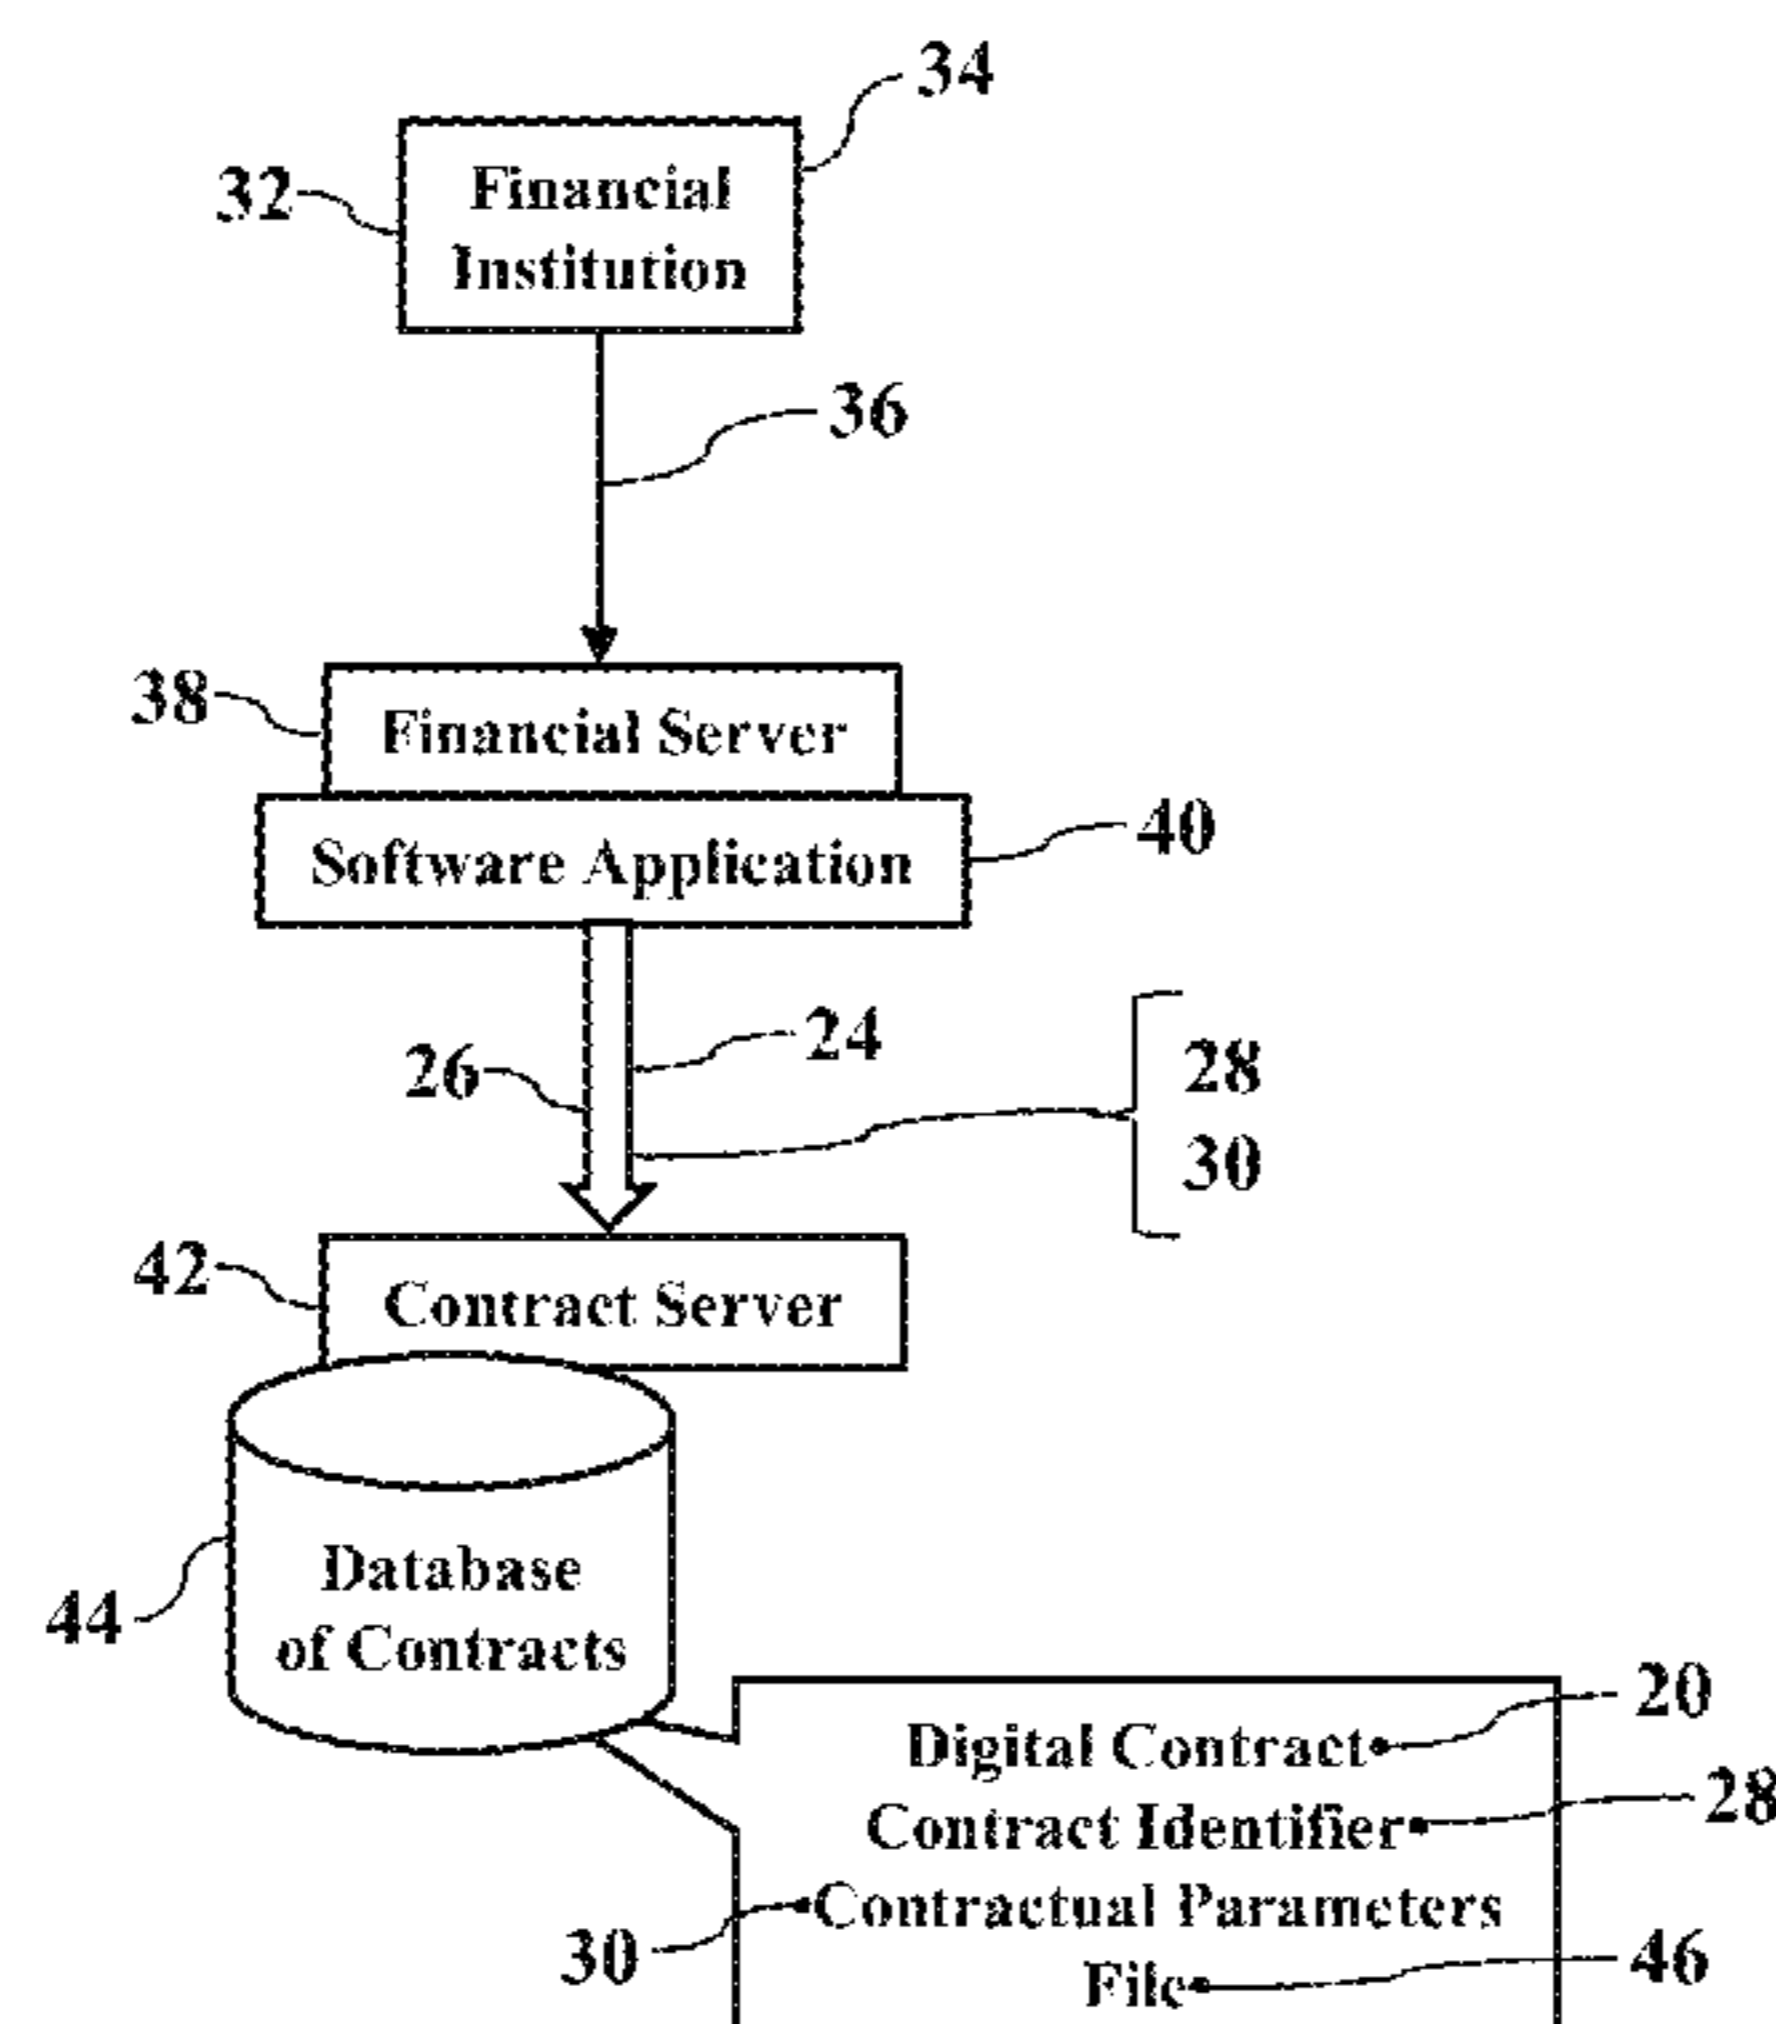 34
32
Financial
Institution
36
38
Financial Server
Software Application
40
26
24
28
30
42
Contract Server
44
Database
of Contracts
Digital Contract
20
Contract Identifier
28
Contractual Parameters
30
File
46